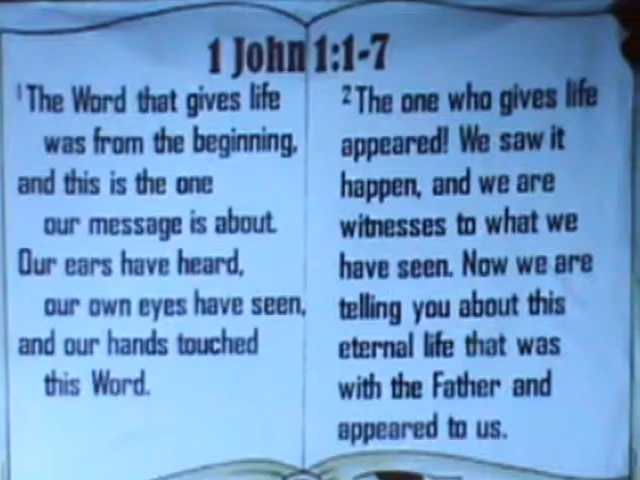 1 John 1:1-7
1 The Word that gives life
was from the beginning,
and this is the one
our message is about.
Our ears have heard,
our own eyes have seen,
and our hands touched
this Word.
2 The one who gives life
appeared! We saw it
happen, and we are
witnesses to what we
have seen. Now we are
telling you about this
eternal life that was
with the Father and
appeared to us.